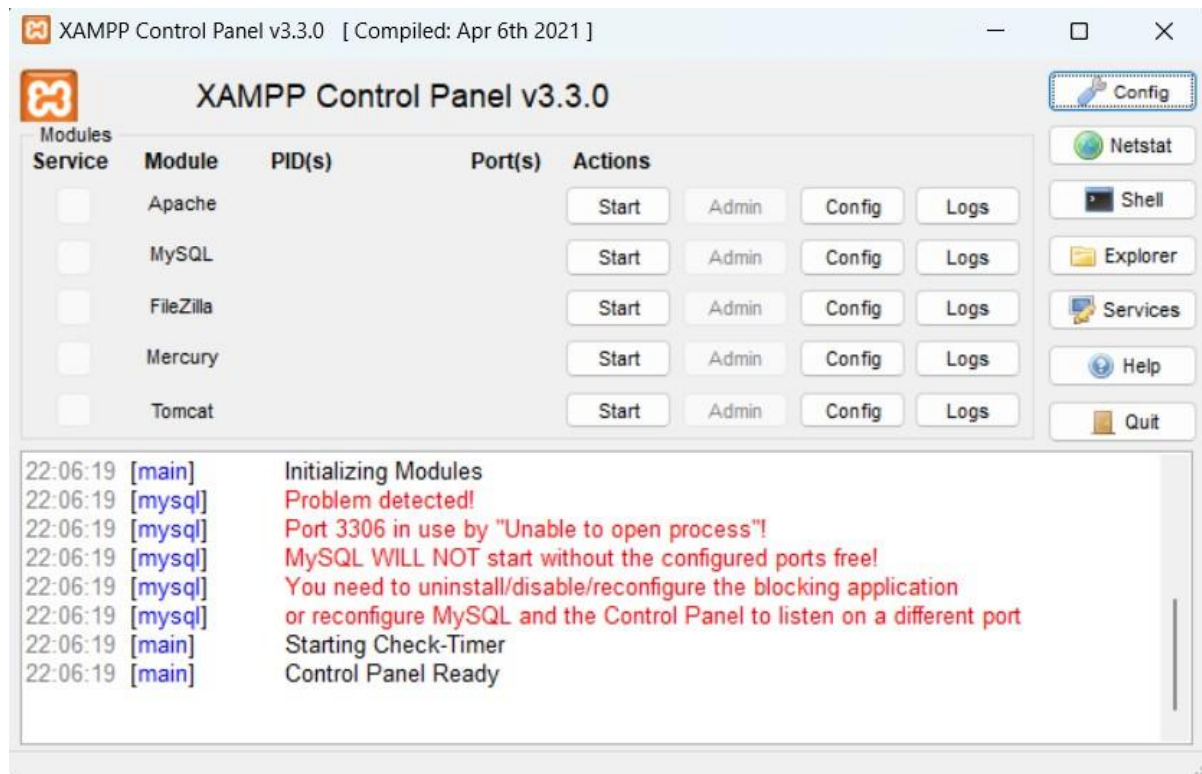 XAMPP Control Panel v3.3.0 [ Compiled: Apr 6th 2021 ]
XAMPP Control Panel v3.3.0
Config
Netstat
Shell
Explorer
Services
Help
Quit
Modules
Service Module PID(s) Port(s) Actions
Apache Start Admin Config Logs
MySQL Start Admin Config Logs
FileZilla Start Admin Config Logs
Mercury Start Admin Config Logs
Tomcat Start Admin Config Logs
22:06:19 [main] Initializing Modules
22:06:19 [mysql] Problem detected!
22:06:19 [mysql] Port 3306 in use by "Unable to open process"!
22:06:19 [mysql] MySQL WILL NOT start without the configured ports free!
22:06:19 [mysql] You need to uninstall/disable/reconfigure the blocking application
22:06:19 [mysql] or reconfigure MySQL and the Control Panel to listen on a different port
22:06:19 [main] Starting Check-Timer
22:06:19 [main] Control Panel Ready